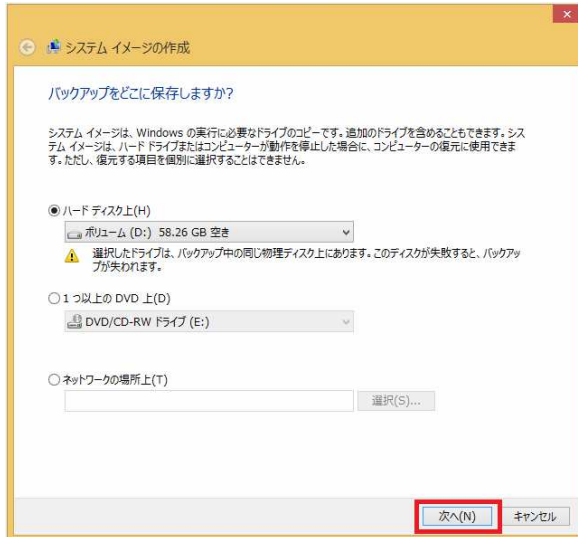 システム イメージの作成
バックアップをどこに保存しますか?
システム イメージは、Windows の実行に必要なドライブのコピーです。追加のドライブを含めることもできます。シス
テム イメージは、ハード ドライブまたはコンピューターが動作を停止した場合に、コンピューターの復元に使用できま
す。ただし、復元する項目を個別に選択することはできません。
ハード ディスク上(H)
ボリューム (D:) 58.26 GB 空き
選択したドライブは、バックアップ中の同じ物理ディスク上にあります。このディスクが失敗すると、バックアッ
プが失われます。
1 つ以上の DVD 上(D)
DVD/CD-RW ドライブ (E:)
ネットワークの場所上(T)
選択(S)...
次へ(N) キャンセル